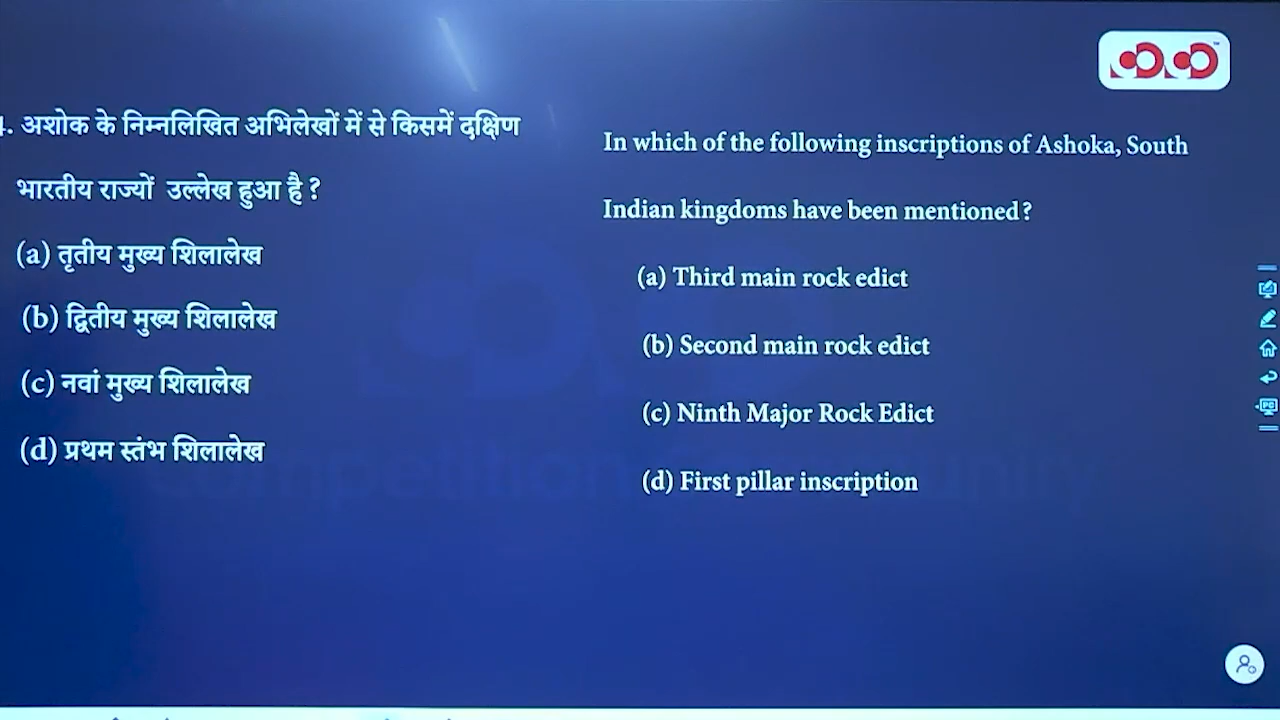 . अशोक के निम्नलिखित अभिलेखों में से किसमें दक्षिण
भारतीय राज्यों उल्लेख हुआ है ?
(a) तृतीय मुख्य शिलालेख
(b) द्वितीय मुख्य शिलालेख
(c) नवां मुख्य शिलालेख
(d) प्रथम स्तंभ शिलालेख
In which of the following inscriptions of Ashoka, South
Indian kingdoms have been mentioned?
(a) Third main rock edict
(b) Second main rock edict
(c) Ninth Major Rock Edict
(d) First pillar inscription
PC